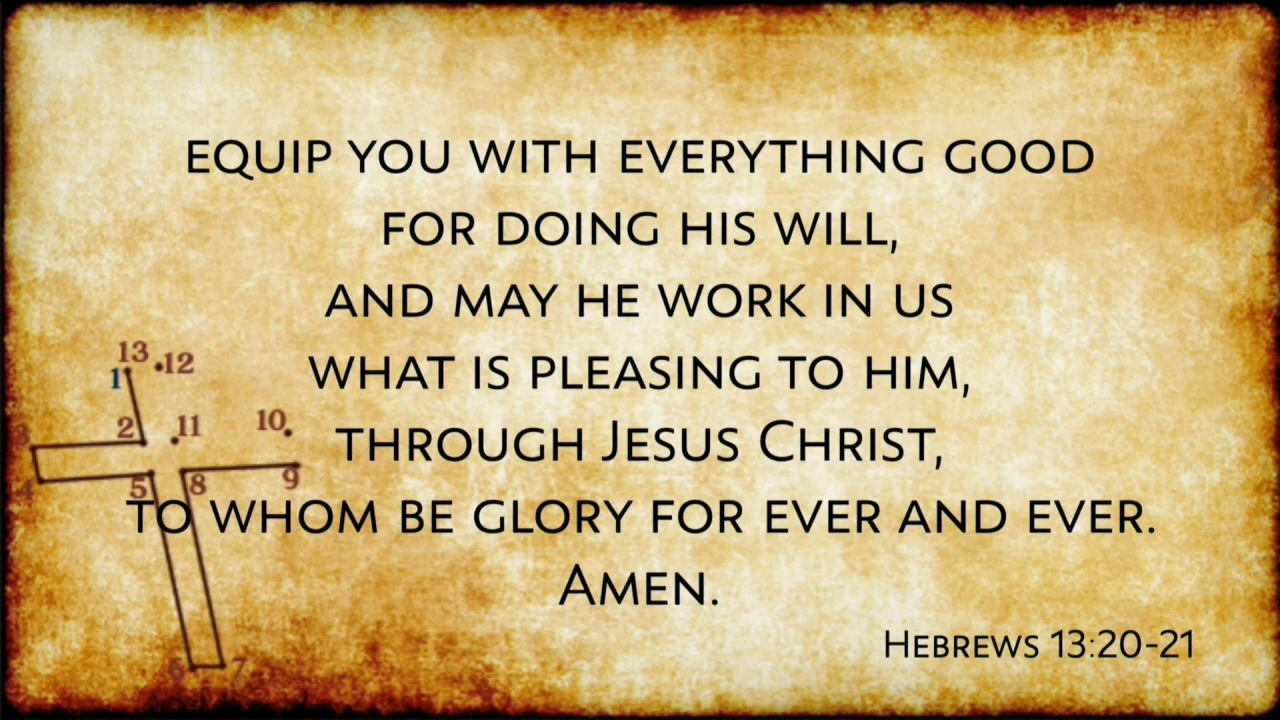 EQUIP YOU WITH EVERYTHING GOOD
FOR DOING HIS WILL,
AND MAY HE WORK IN US
WHAT IS PLEASING TO HIM,
THROUGH JESUS CHRIST,
TO WHOM BE GLORY FOR EVER AND EVER.
AMEN.
HEBREWS 13:20-21
13 12
1
2 11 10
3
4 5 8 9
6 7